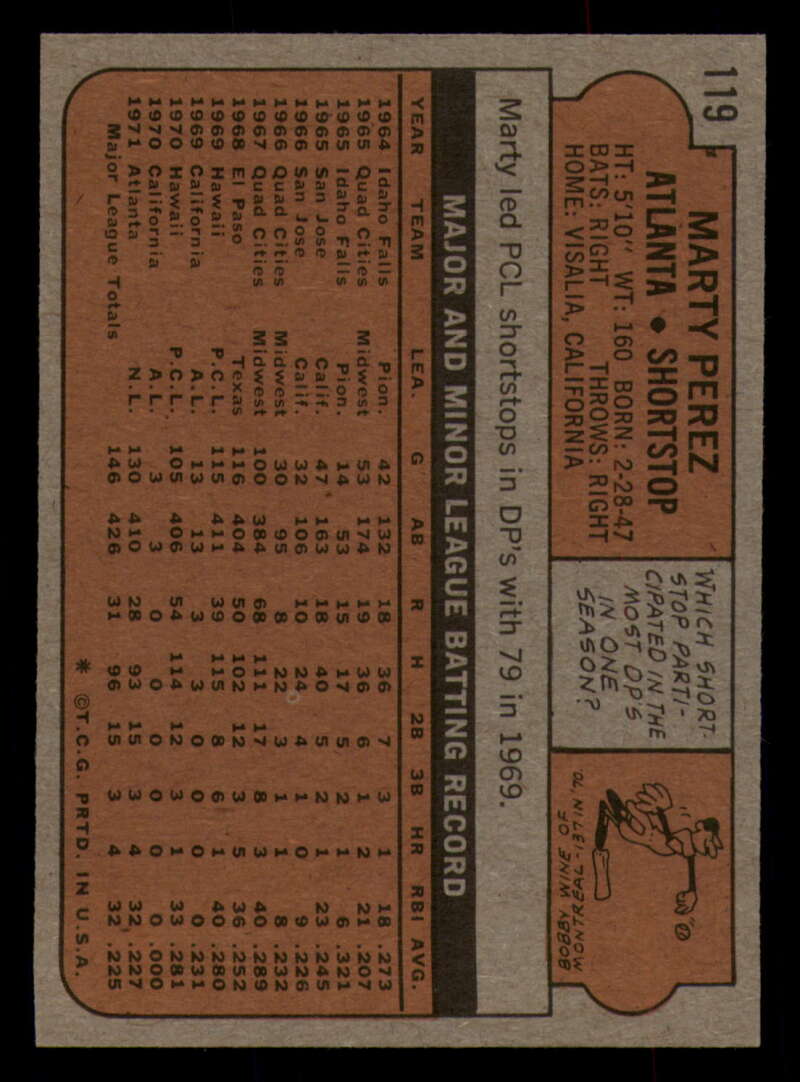 119
MARTY PEREZ
ATLANTA • SHORTSTOP
HT: 5'10" WT: 160 BORN: 2-28-47
BATS: RIGHT THROWS: RIGHT
HOME: VISALIA, CALIFORNIA
WHICH SHORT-
STOP PARTI-
CIPATED IN THE
MOST DP'S
IN ONE
SEASON?
BOBBY WINE OF
MONTREAL-1ET IN '70.
Marty led PCL shortstops in DP's with 79 in 1969.
MAJOR AND MINOR LEAGUE BATTING RECORD
YEAR TEAM LEA. G AB R H 2B 3B HR RBI AVG.
1964 Idaho Falls Pion. 42 132 18 36 7 3 1 18 .273
1965 Quad Cities Midwest 53 174 19 36 6 1 2 21 .207
1965 Idaho Falls Pion. 14 53 15 17 5 2 1 6 .321
1965 San Jose Calif. 47 163 18 40 5 2 1 23 .245
1966 San Jose Calif. 32 106 10 24 4 1 0 9 .226
1966 Quad Cities Midwest 30 95 8 22 3 1 1 8 .232
1967 Quad Cities Midwest 100 384 68 111 17 8 3 40 .289
1968 El Paso Texas 116 404 50 102 12 3 5 36 .252
1969 Hawaii P.C.L. 115 411 39 115 8 6 1 40 .280
1969 California A.L. 13 13 3 3 0 0 0 0 .231
1970 Hawaii P.C.L. 105 406 54 114 12 3 1 33 .281
1970 California A.L. 3 3 0 0 0 0 0 0 .000
1971 Atlanta N.L. 130 410 28 93 15 3 4 32 .227
Major League Totals 146 426 31 96 15 3 4 32 .225
* ©T.C.G. PRTD. IN U.S.A.